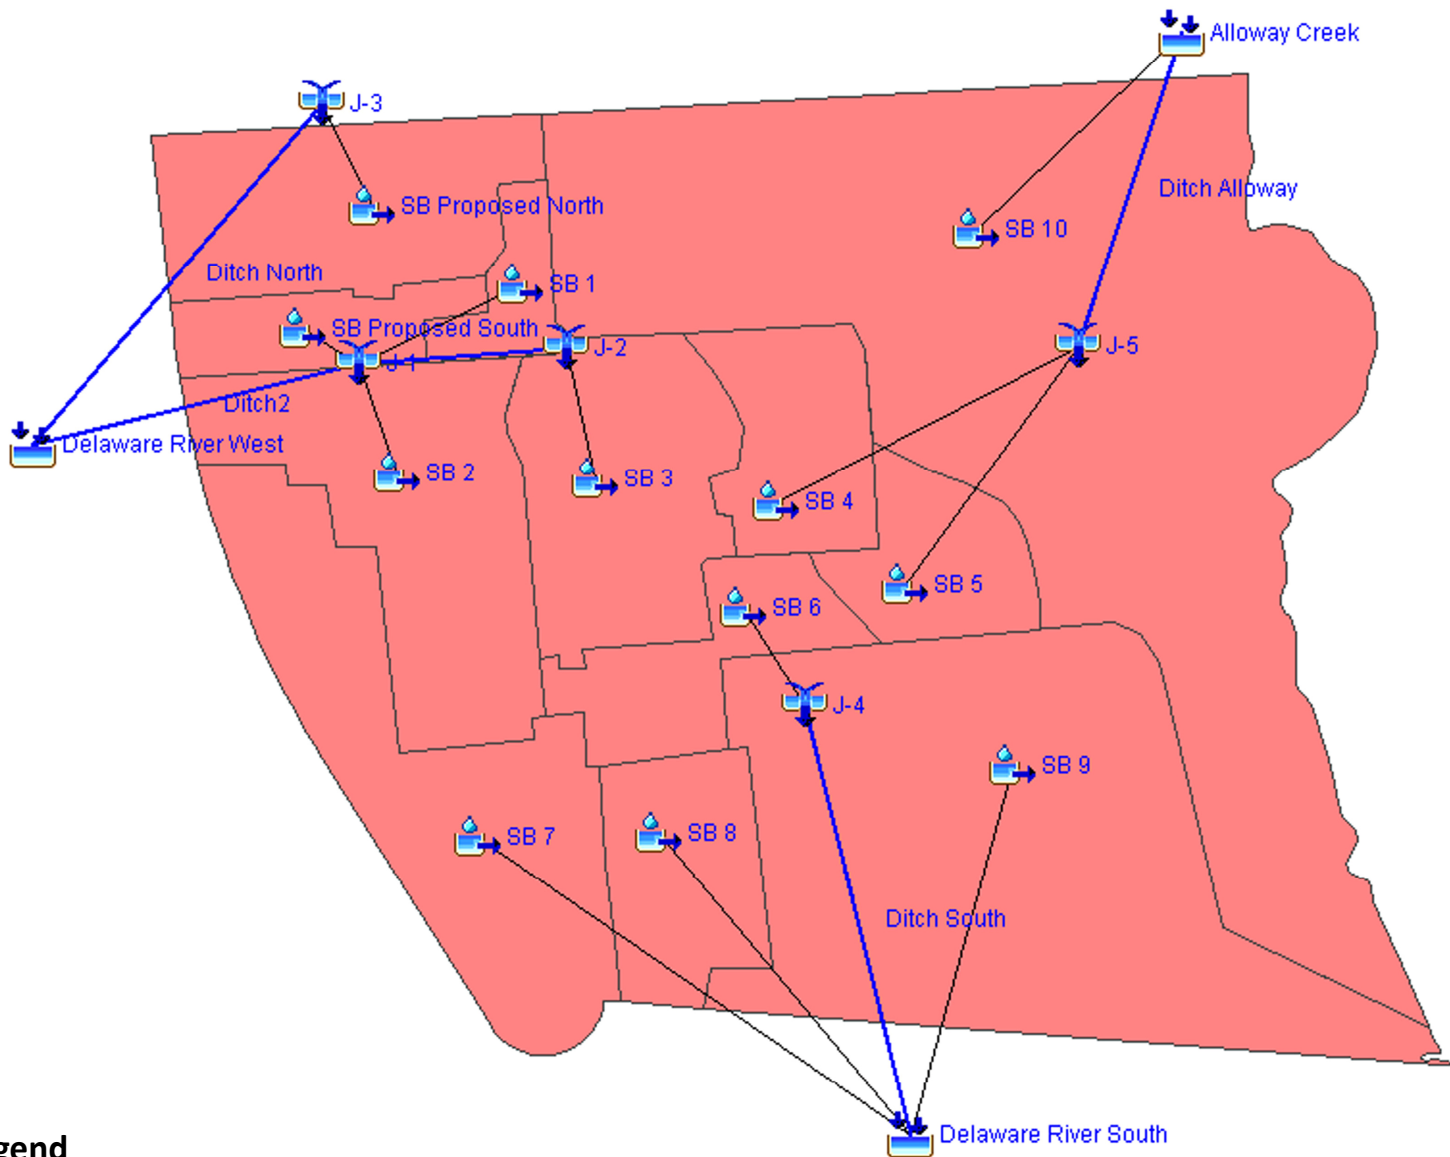 Alloway Creek
J-3
Ditch Alloway
SB Proposed North
SB 10
Ditch North
SB 1
SB Proposed South
J-2
J-5
J-1
Ditch2
Delaware River West
SB 2
SB 3
SB 4
SB 5
SB 6
J-4
SB 9
SB 7
SB 8
Ditch South
Delaware River South
gend